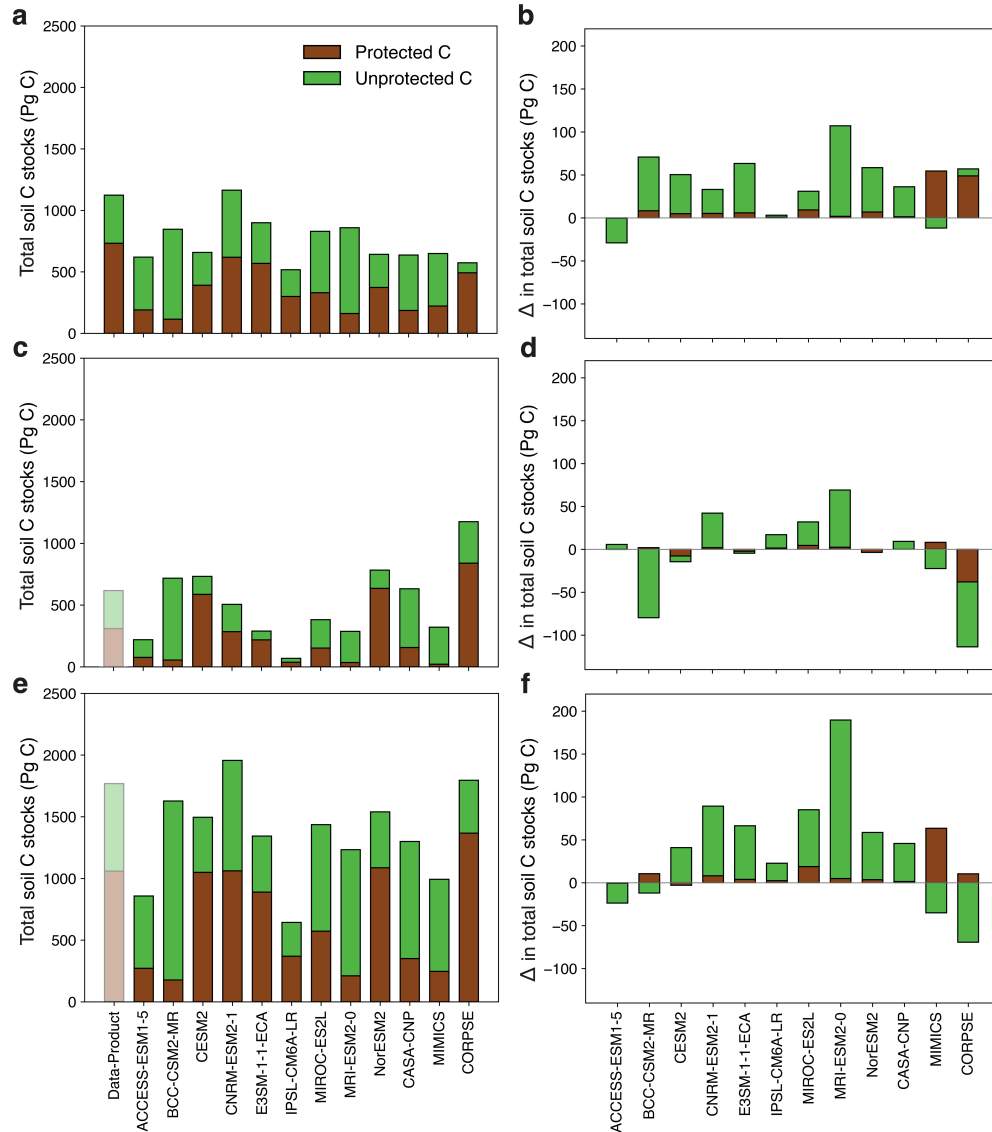 a
Total soil C stocks (Pg C)
2500
2000
1500
1000
500
0
Protected C
Unprotected C
b
Δ in total soil C stocks (Pg C)
200
150
100
50
0
−50
−100
c
Total soil C stocks (Pg C)
2500
2000
1500
1000
500
0
d
Δ in total soil C stocks (Pg C)
200
150
100
50
0
−50
−100
e
Total soil C stocks (Pg C)
2500
2000
1500
1000
500
0
Data-Product
ACCESS-ESM1-5
BCC-CSM2-MR
CESM2
CNRM-ESM2-1
E3SM-1-1-ECA
IPSL-CM6A-LR
MIROC-ES2L
MRI-ESM2-0
NorESM2
CASA-CNP
MIMICS
CORPSE
f
Δ in total soil C stocks (Pg C)
200
150
100
50
0
−50
−100
ACCESS-ESM1-5
BCC-CSM2-MR
CESM2
CNRM-ESM2-1
E3SM-1-1-ECA
IPSL-CM6A-LR
MIROC-ES2L
MRI-ESM2-0
NorESM2
CASA-CNP
MIMICS
CORPSE